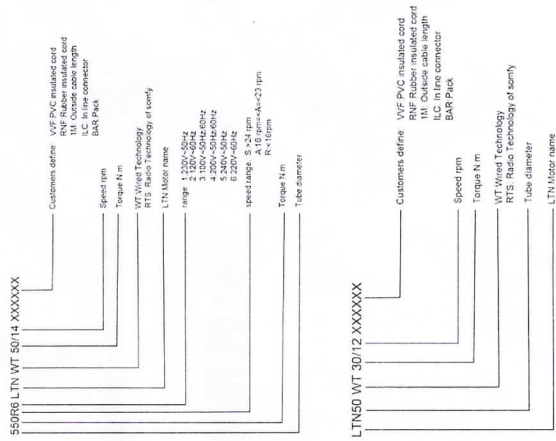 550R6 LTN WT 50/14 XXXXXX
Customers define VVF PVC insulated cord
RNF Rubber insulated cord
1M: Outside cable length
ILC: In line connector
BAR Pack
Speed rpm
Torque N.m
WT Wired Technology
RTS: Radio Technology of somfy
LTN Motor name
range 1.230V~50Hz
2.120V~60Hz
3.100V~50Hz/60Hz
4.200V~50Hz/60Hz
5.240V~50Hz
6.220V~60Hz
speed range. S >24 rpm
A 16 rpm=<A=<23 rpm
R <16rpm
Torque N.m
Tube diameter
LTN50 WT 30/12 XXXXXX
Customers define VVF PVC insulated cord
RNF Rubber insulated cord
1M: Outside cable length
ILC: In line connector
BAR Pack
Speed rpm
Torque N.m
WT Wired Technology
RTS: Radio Technology of somfy
Tube diameter
LTN Motor name